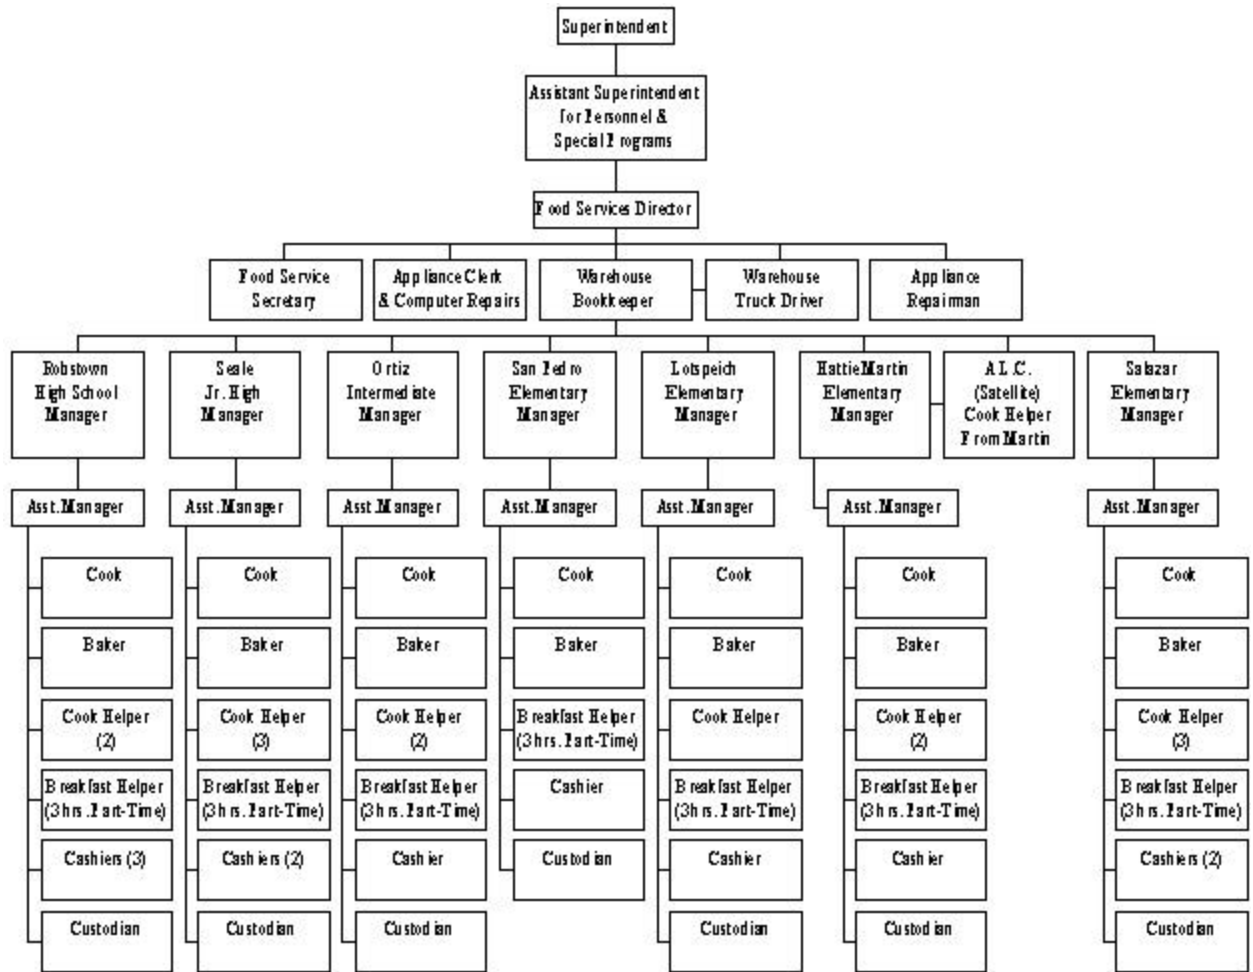 Superintendent
Assistant Superintendent
for Personnel &
Special Programs
Food Services Director
Food Service
Secretary
Appliance Clerk
& Computer Repairs
Warehouse
Bookkeeper
Warehouse
Truck Driver
Appliance
Repairman
Robstown
High School
Manager
Seale
Jr. High
Manager
Ortiz
Intermediate
Manager
San Pedro
Elementary
Manager
Lotspeich
Elementary
Manager
Hattie Martin
Elementary
Manager
A.L.C.
(Satellite)
Cook Helper
From Martin
Salazar
Elementary
Manager
Asst. Manager
Cook
Baker
Cook Helper
(2)
Breakfast Helper
(3 hrs. Part-Time)
Cashiers (3)
Custodian
Asst. Manager
Cook
Baker
Cook Helper
(3)
Breakfast Helper
(3 hrs. Part-Time)
Cashiers (2)
Custodian
Asst. Manager
Cook
Baker
Cook Helper
(2)
Breakfast Helper
(3 hrs. Part-Time)
Cashier
Custodian
Asst. Manager
Cook
Baker
Breakfast Helper
(3 hrs. Part-Time)
Cashier
Custodian
Asst. Manager
Cook
Baker
Cook Helper
Breakfast Helper
(3 hrs. Part-Time)
Cashier
Custodian
Asst. Manager
Cook
Baker
Cook Helper
(2)
Breakfast Helper
(3 hrs. Part-Time)
Cashier
Custodian
Asst. Manager
Cook
Baker
Cook Helper
(3)
Breakfast Helper
(3 hrs. Part-Time)
Cashiers (2)
Custodian